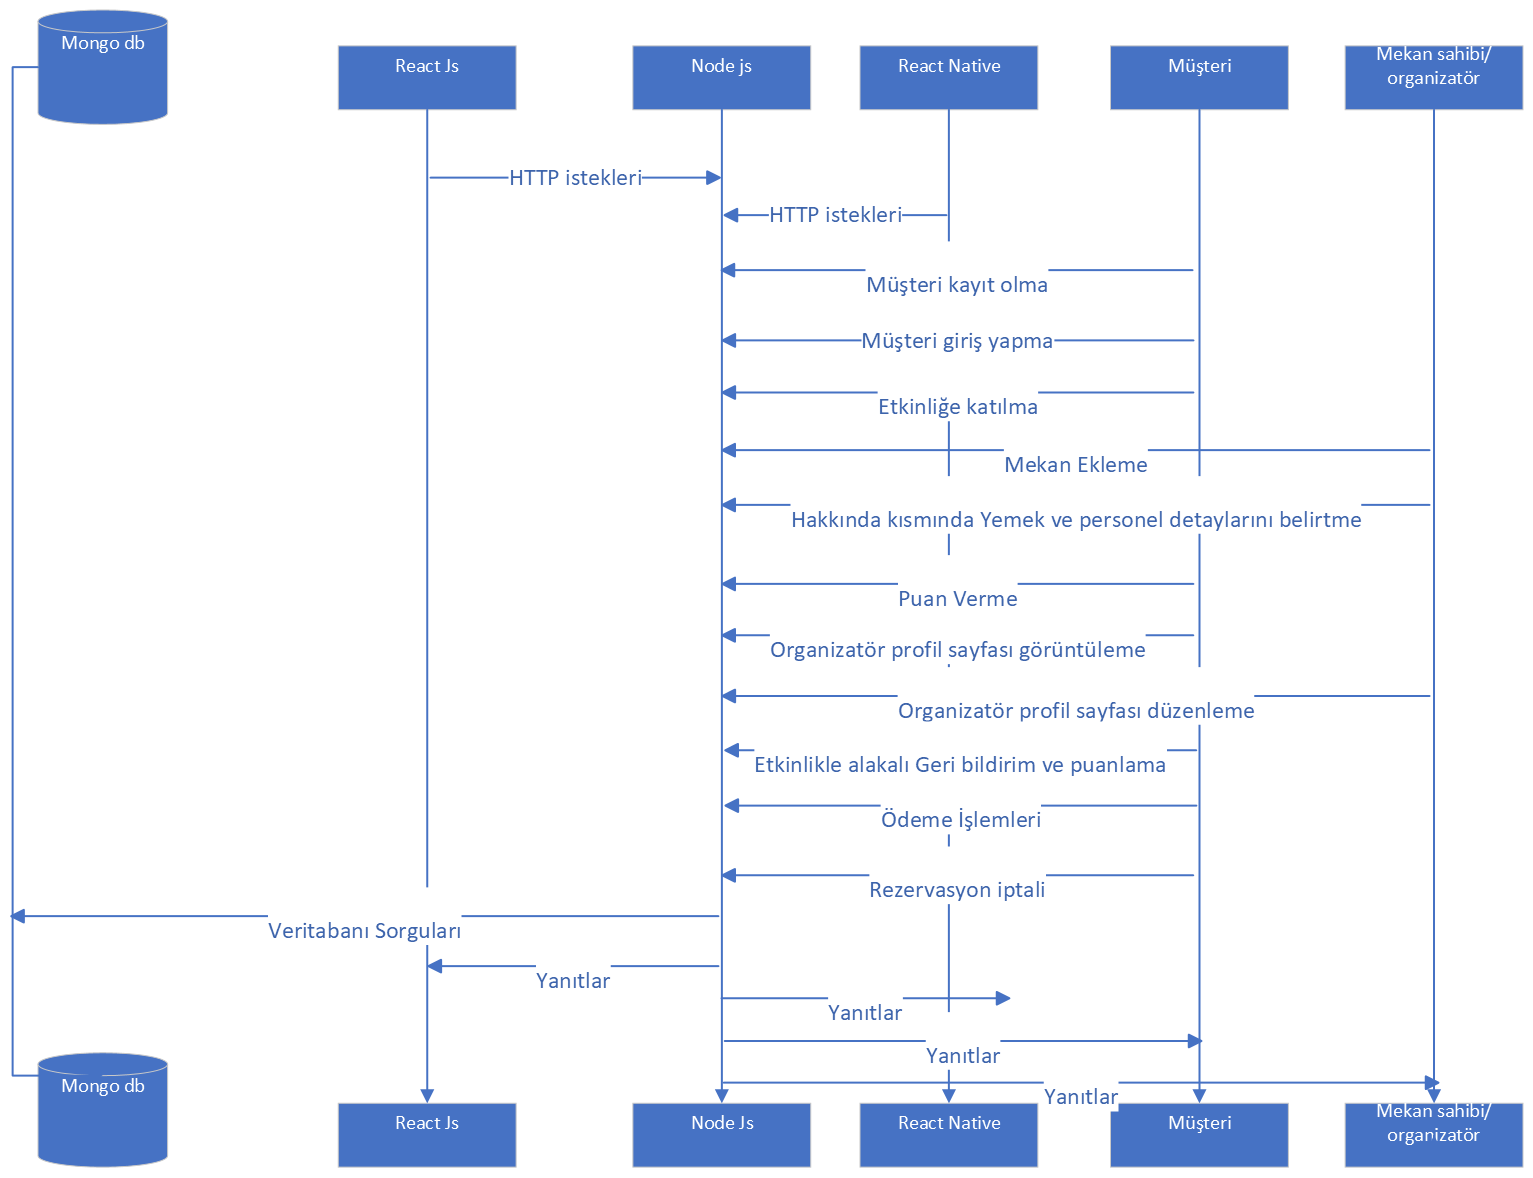 Mongo db
React Js
Node js
React Native
Müşteri
Mekan sahibi/
organizatör
HTTP istekleri
HTTP istekleri
Müşteri kayıt olma
Müşteri giriş yapma
Etkinliğe katılma
Mekan Ekleme
Hakkında kısmında Yemek ve personel detaylarını belirtme
Puan Verme
Organizatör profil sayfası görüntüleme
Organizatör profil sayfası düzenleme
Etkinlikle alakalı Geri bildirim ve puanlama
Ödeme İşlemleri
Rezervasyon iptali
Veritabanı Sorguları
Yanıtlar
Yanıtlar
Yanıtlar
Yanıtlar
Mongo db
React Js
Node Js
React Native
Müşteri
Mekan sahibi/
organizatör